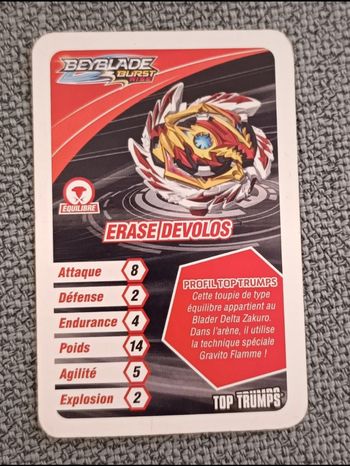 BEYBLADE
BURST
RISE
ÉQUILIBRE
ERASE DEVOLOS
Attaque 8
Défense 2
Endurance 4
Poids 14
Agilité 5
Explosion 2
PROFIL TOP TRUMPS
Cette toupie de type
équilibre appartient au
Blader Delta Zakuro.
Dans l'arène, il utilise
la technique spéciale
Gravito Flamme !
TOP TRUMPS